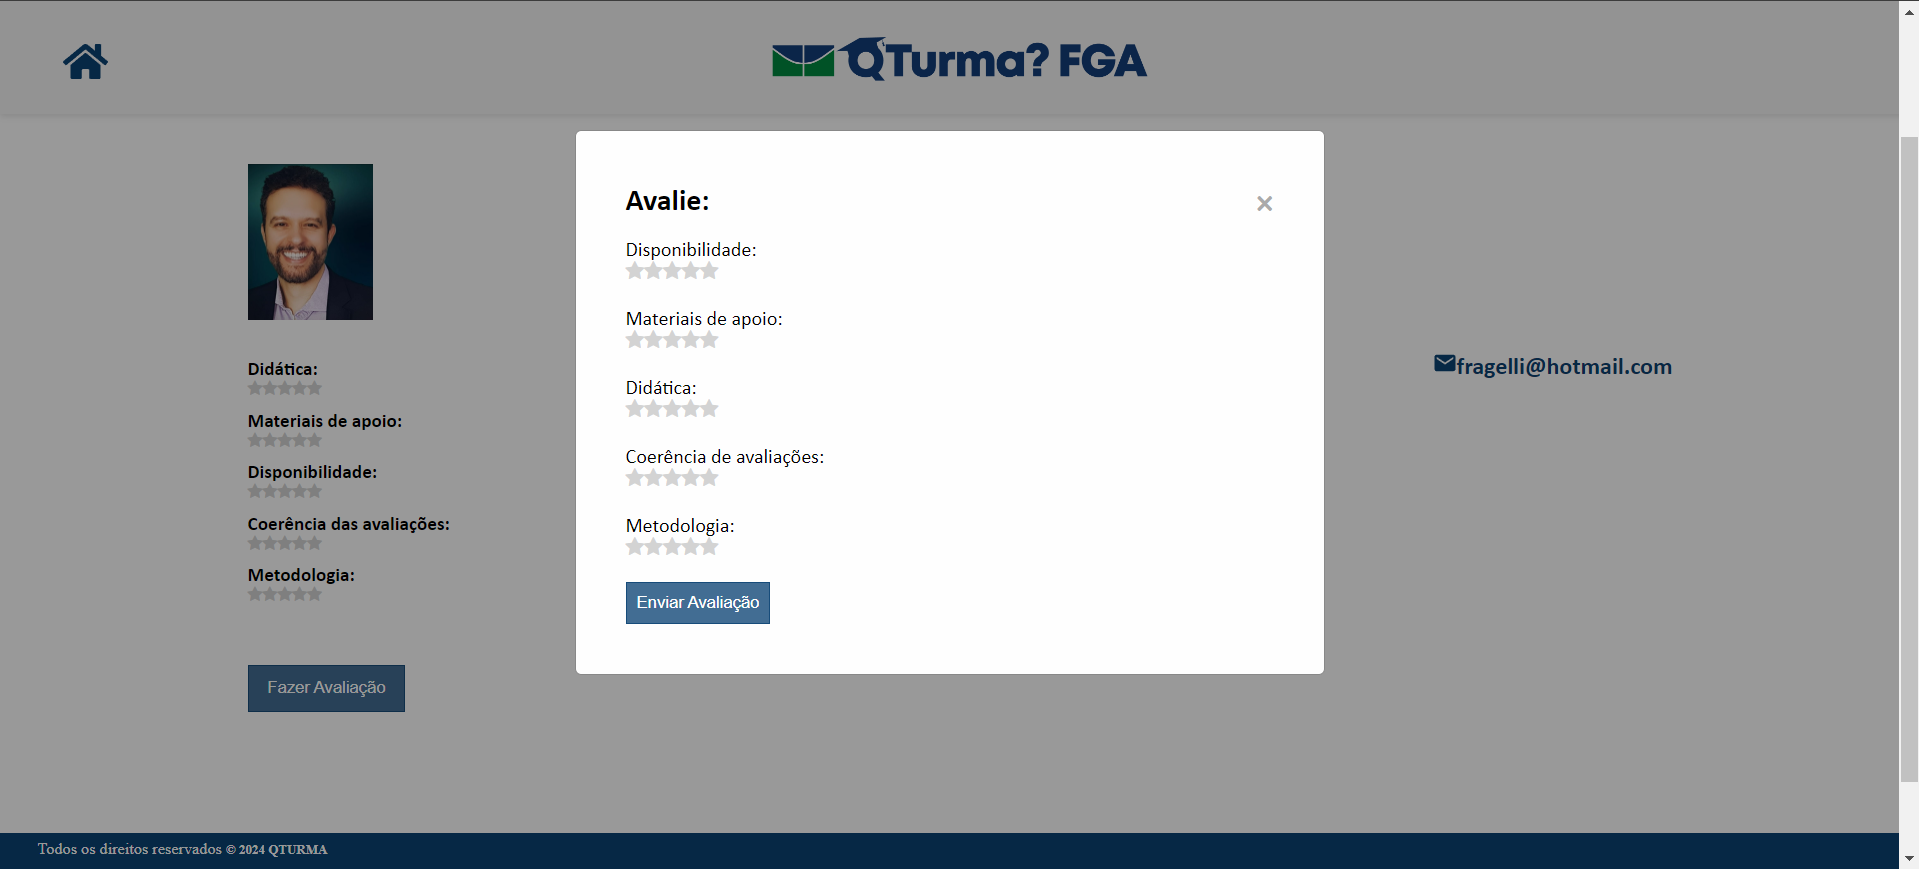 QTurma? FGA
Avalie:
×
Disponibilidade:
Materiais de apoio:
Didática:
Coerência de avaliações:
Metodologia:
Enviar Avaliação
Didática:
Materiais de apoio:
Disponibilidade:
Coerência das avaliações:
Metodologia:
Fazer Avaliação
fragelli@hotmail.com
Todos os direitos reservados © 2024 QTURMA